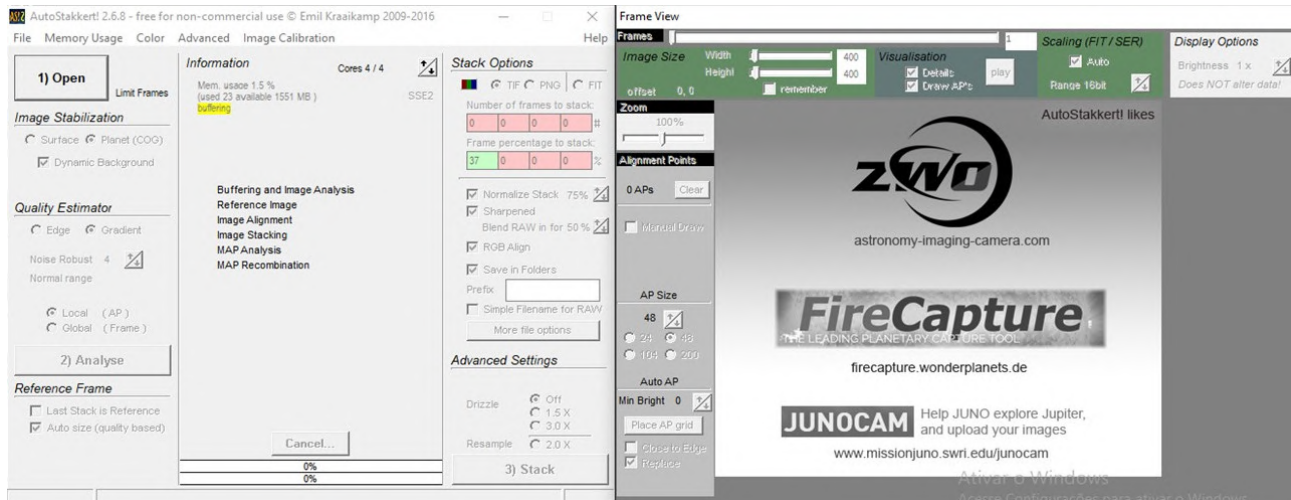 AutoStakkert! 2.6.8 - free for non-commercial use © Emil Kraaikamp 2009-2016
File Memory Usage Color Advanced Image Calibration Help
1) Open
Limit Frames
Image Stabilization
Surface Planet (COG)
Dynamic Background
Quality Estimator
Edge Gradient
Noise Robust 4
Normal range
Local (AP)
Global (Frame)
2) Analyse
Reference Frame
Last Stack is Reference
Auto size (quality based)
Information Cores 4 / 4
Mem. usage 1.5 %
(used 23 available 1551 MB ) SSE2
buffering
Buffering and Image Analysis
Reference Image
Image Alignment
Image Stacking
MAP Analysis
MAP Recombination
Cancel...
0%
0%
Stack Options
TIF PNG FIT
Number of frames to stack:
0 0 0 0 #
Frame percentage to stack:
37 0 0 0 %
Normalize Stack 75%
Sharpened
Blend RAW in for 50 %
RGB Align
Save in Folders
Prefix
Simple Filename for RAW
More file options
Advanced Settings
Drizzle Off
1.5 X
3.0 X
Resample 2.0 X
3) Stack
Frame View
Frames 1
Image Size Width 400
Height 400
offset 0, 0 remember
Visualisation
Details
Draw AP's
play
Scaling (FIT / SER)
Auto
Range 16bit
Display Options
Brightness 1 x
Does NOT alter data!
Zoom
100%
Alignment Points
0 APs Clear
Manual Draw
AP Size
48
24 48
104 200
Auto AP
Min Bright 0
Place AP grid
Close to Edge
Replace
AutoStakkert! likes
ZWO
astronomy-imaging-camera.com
FireCapture
THE LEADING PLANETARY CAPTURE TOOL
firecapture.wonderplanets.de
JUNOCAM Help JUNO explore Jupiter,
and upload your images
www.missionjuno.swri.edu/junocam
Ativar o Windows
Acesse Configurações para ativar o Windows